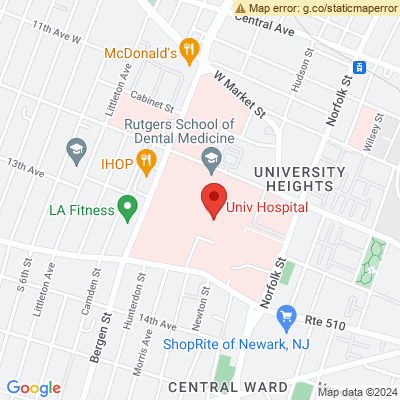 Map error: g.co/staticmaperror
11th Ave W
Central Ave
McDonald's
Littleton Ave
Cabinet St
W Market St
Hudson St
Norfolk St
Wilsey St
Rutgers School of
Dental Medicine
13th Ave
IHOP
UNIVERSITY
HEIGHTS
LA Fitness
Univ Hospital
S 6th St
Littleton Ave
Camden St
Hunterdon St
Bergen St
Morris Ave
14th Ave
Newton St
Norfolk St
Rte 510
ShopRite of Newark, NJ
CENTRAL WARD
Google
Map data ©2024